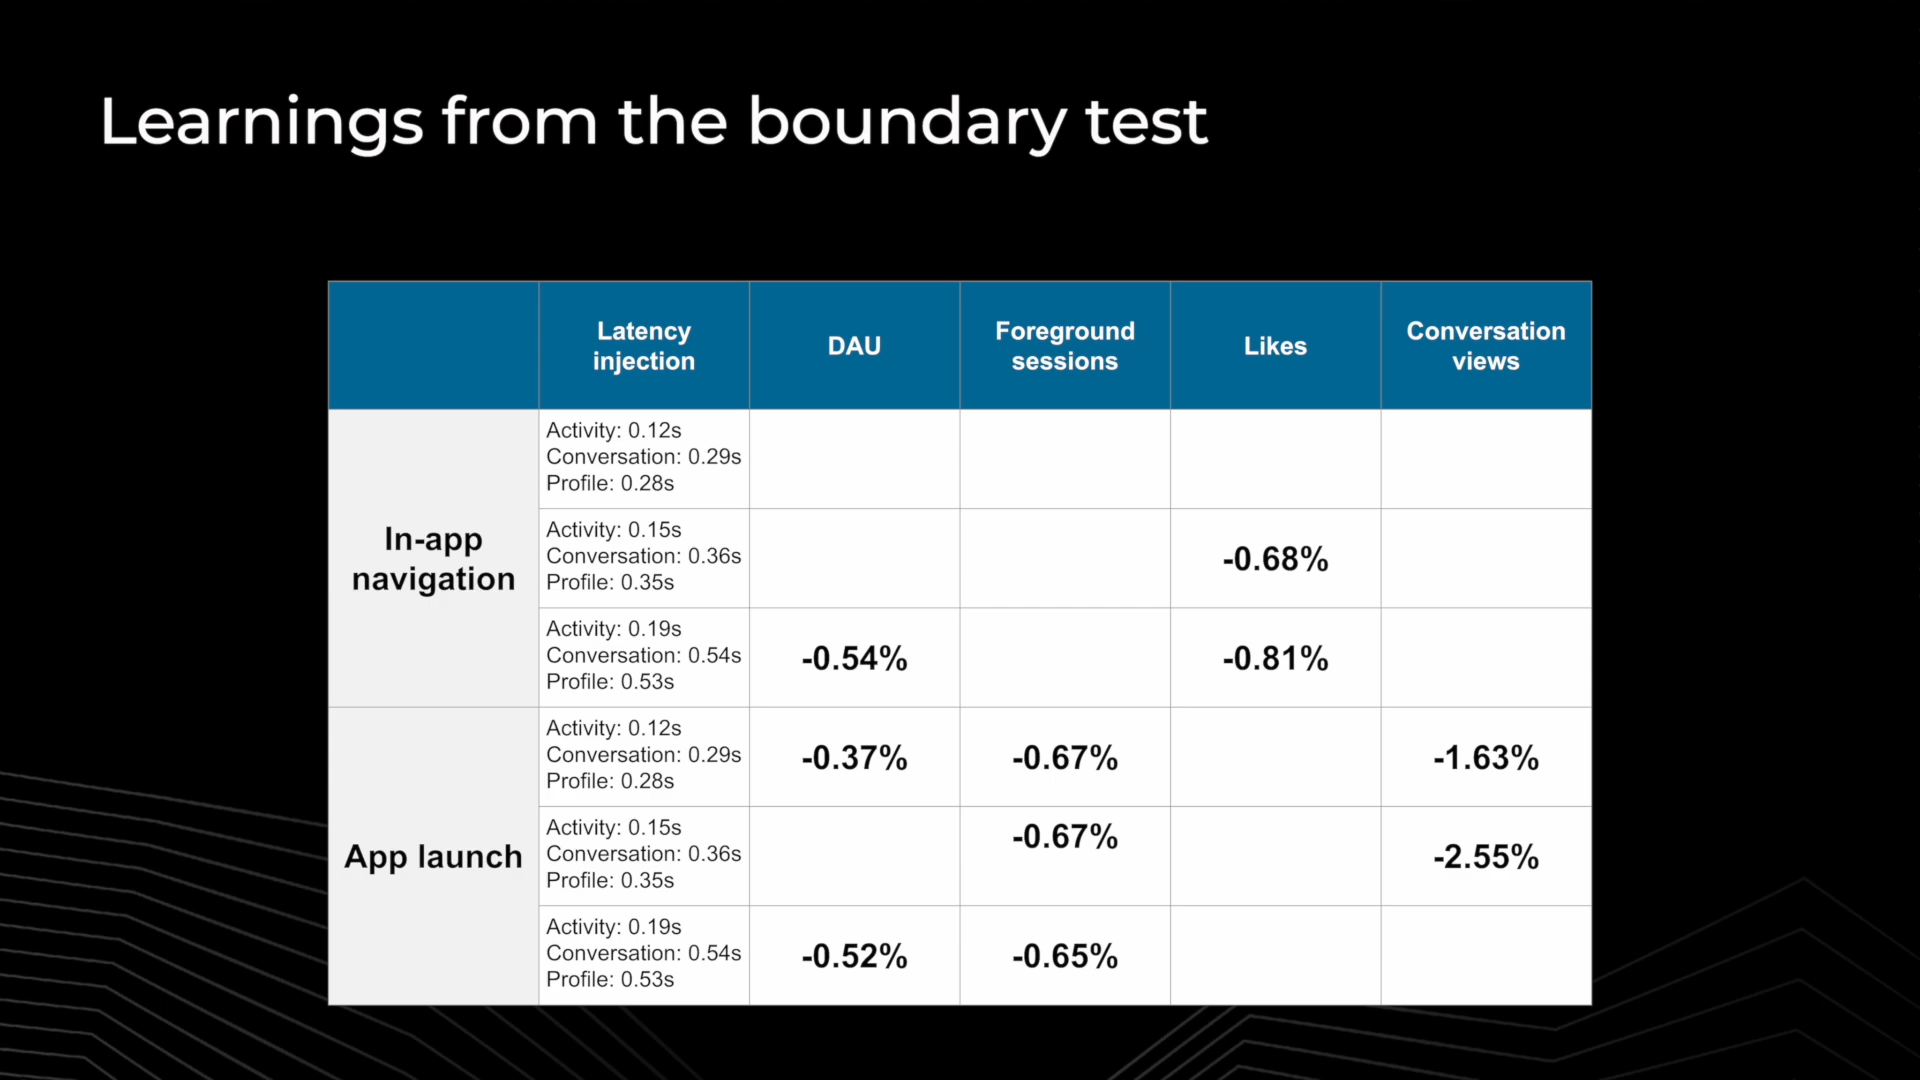 Learnings from the boundary test
Latency
injection
DAU
Foreground
sessions
Likes
Conversation
views
In-app
navigation
Activity: 0.12s
Conversation: 0.29s
Profile: 0.28s
Activity: 0.15s
Conversation: 0.36s
Profile: 0.35s
-0.68%
Activity: 0.19s
Conversation: 0.54s
Profile: 0.53s
-0.54%
-0.81%
App launch
Activity: 0.12s
Conversation: 0.29s
Profile: 0.28s
-0.37%
-0.67%
-1.63%
Activity: 0.15s
Conversation: 0.36s
Profile: 0.35s
-0.67%
-2.55%
Activity: 0.19s
Conversation: 0.54s
Profile: 0.53s
-0.52%
-0.65%